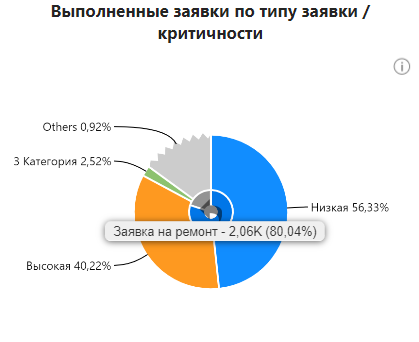 Выполненные заявки по типу заявки /
критичности
Others 0,92%
3 Категория 2,52%
Низкая 56,33%
Заявка на ремонт - 2,06K (80,04%)
Высокая 40,22%